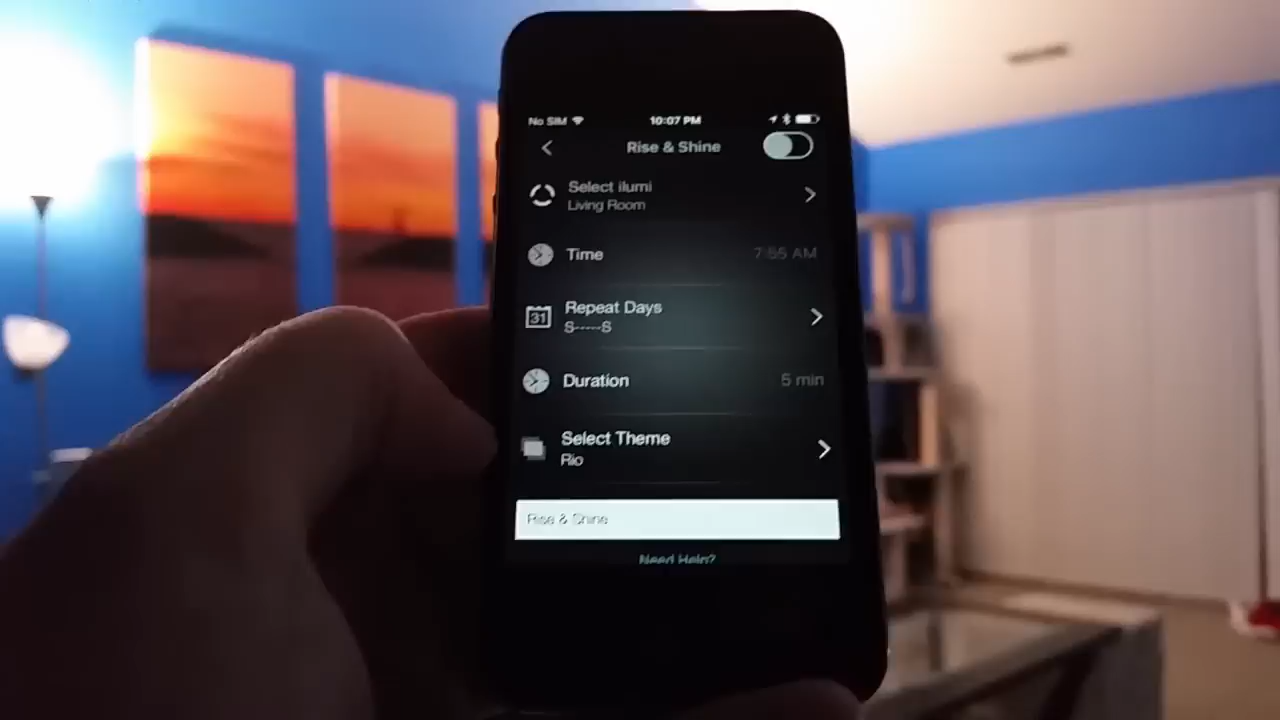 No SIM 10:07 PM
Rise & Shine
Select ilumi
Living Room
Time 7:55 AM
Repeat Days
31
S-----S
Duration 5 min
Select Theme
Rio
Rise & Shine
Need Help?